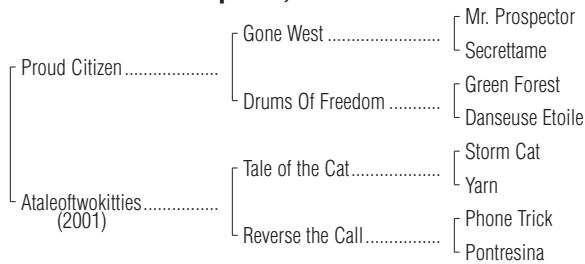 Mr. Prospector
Gone West ....................
Secrettame
Proud Citizen ...................
Green Forest
Drums Of Freedom ...........
Danseuse Etoile
Storm Cat
Tale of the Cat...............
Yarn
Ataleoftwokitties...............
(2001)
Phone Trick
Reverse the Call...............
Pontresina